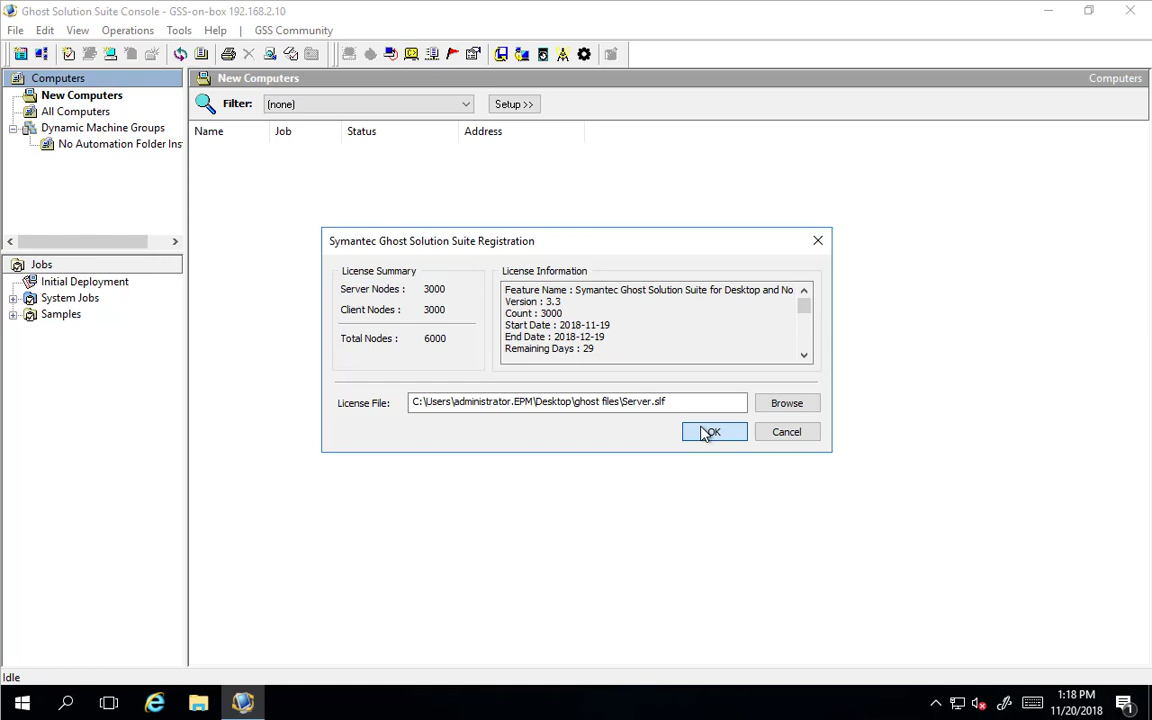 Ghost Solution Suite Console - GSS-on-box 192.168.2.10
File Edit View Operations Tools Help GSS Community
Computers
New Computers
All Computers
Dynamic Machine Groups
No Automation Folder Ins
New Computers Computers
Filter: (none) Setup >>
Name Job Status Address
Jobs
Initial Deployment
System Jobs
Samples
Symantec Ghost Solution Suite Registration
License Summary
Server Nodes : 3000
Client Nodes : 3000
Total Nodes : 6000
License Information
Feature Name : Symantec Ghost Solution Suite for Desktop and No
Version : 3.3
Count : 3000
Start Date : 2018-11-19
End Date : 2018-12-19
Remaining Days : 29
License File: C:\Users\administrator.EPM\Desktop\ghost files\Server.slf Browse
OK Cancel
Idle
1:18 PM
11/20/2018
1